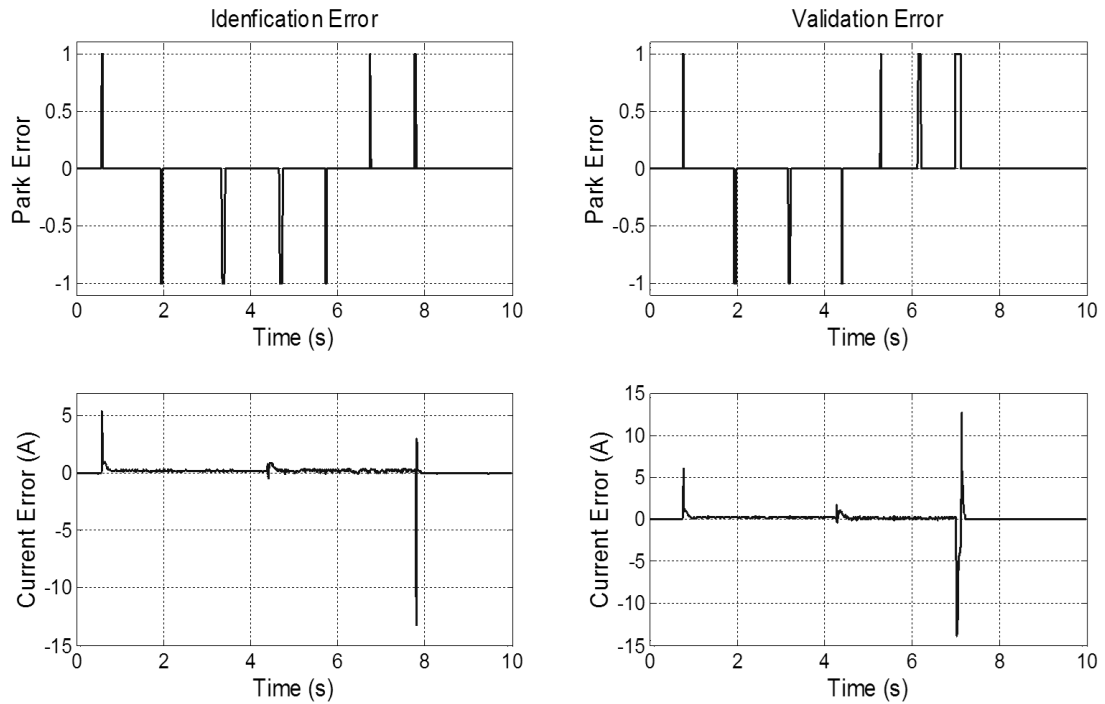 Idenfication Error
Park Error
1
0.5
0
-0.5
-1
0 2 4 6 8 10
Time (s)
Validation Error
Park Error
1
0.5
0
-0.5
-1
0 2 4 6 8 10
Time (s)
Current Error (A)
5
0
-5
-10
-15
0 2 4 6 8 10
Time (s)
Current Error (A)
15
10
5
0
-5
-10
-15
0 2 4 6 8 10
Time (s)